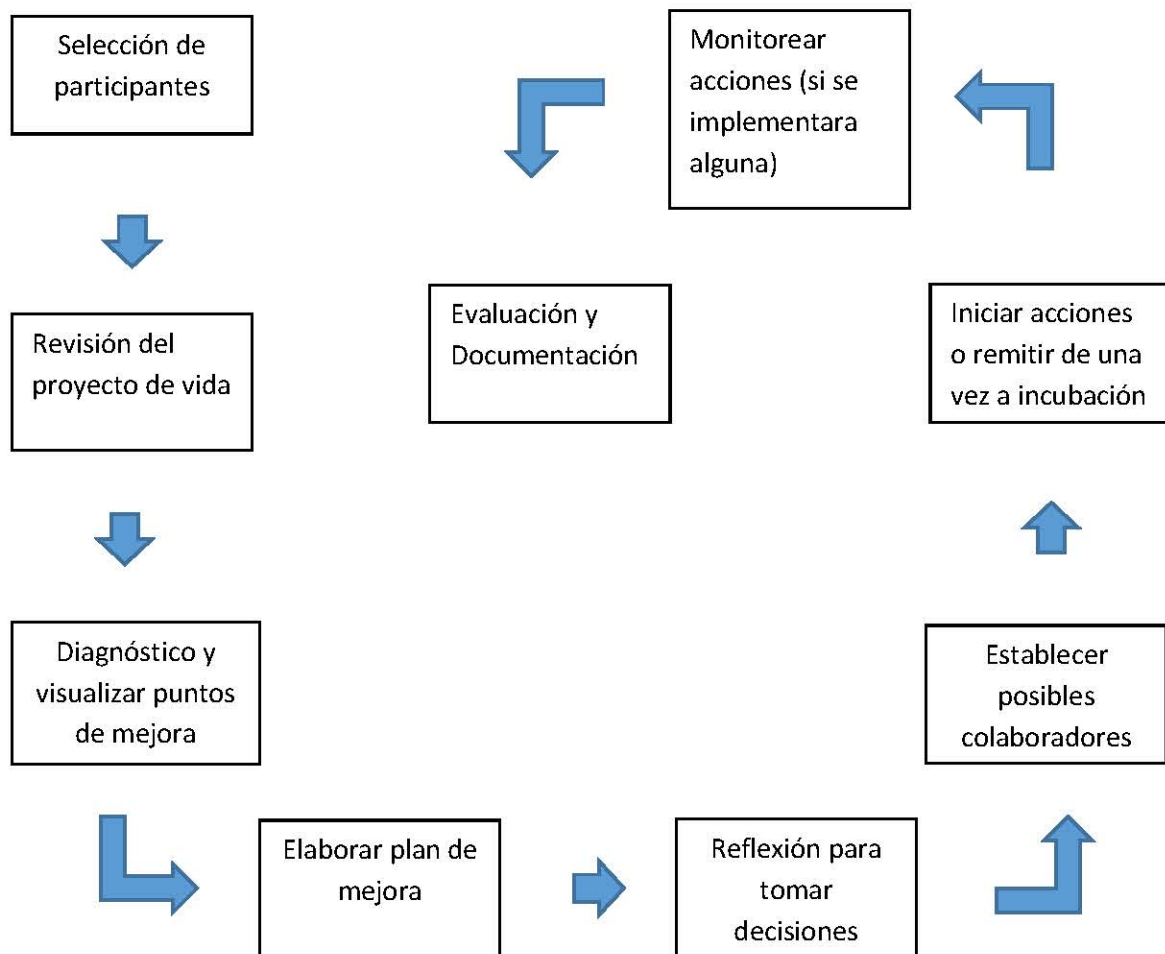 Selección de
participantes
Revisión del
proyecto de vida
Diagnóstico y
visualizar puntos
de mejora
Elaborar plan de
mejora
Reflexión para
tomar
decisiones
Establecer
posibles
colaboradores
Iniciar acciones
o remitir de una
vez a incubación
Monitorear
acciones (si se
implementara
alguna)
Evaluación y
Documentación